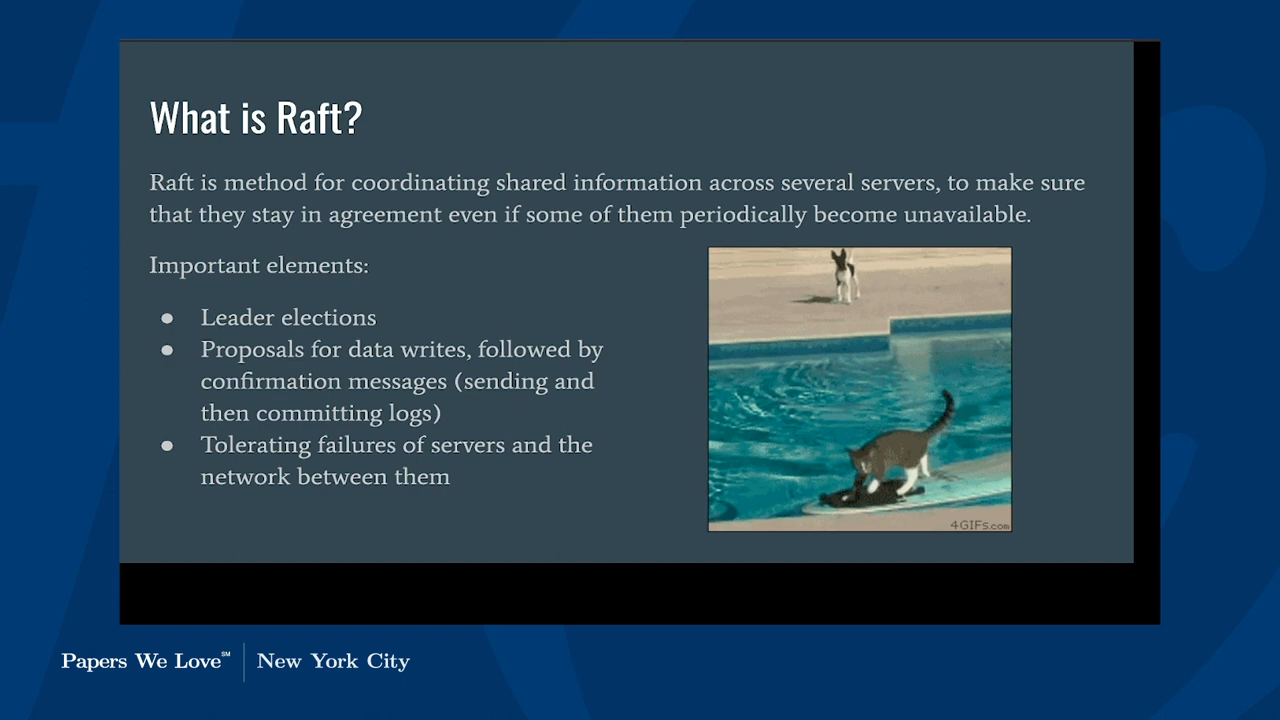 What is Raft?
Raft is method for coordinating shared information across several servers, to make sure
that they stay in agreement even if some of them periodically become unavailable.
Important elements:
● Leader elections
● Proposals for data writes, followed by
confirmation messages (sending and
then committing logs)
● Tolerating failures of servers and the
network between them
4GIFs.com
Papers We Love℠ | New York City